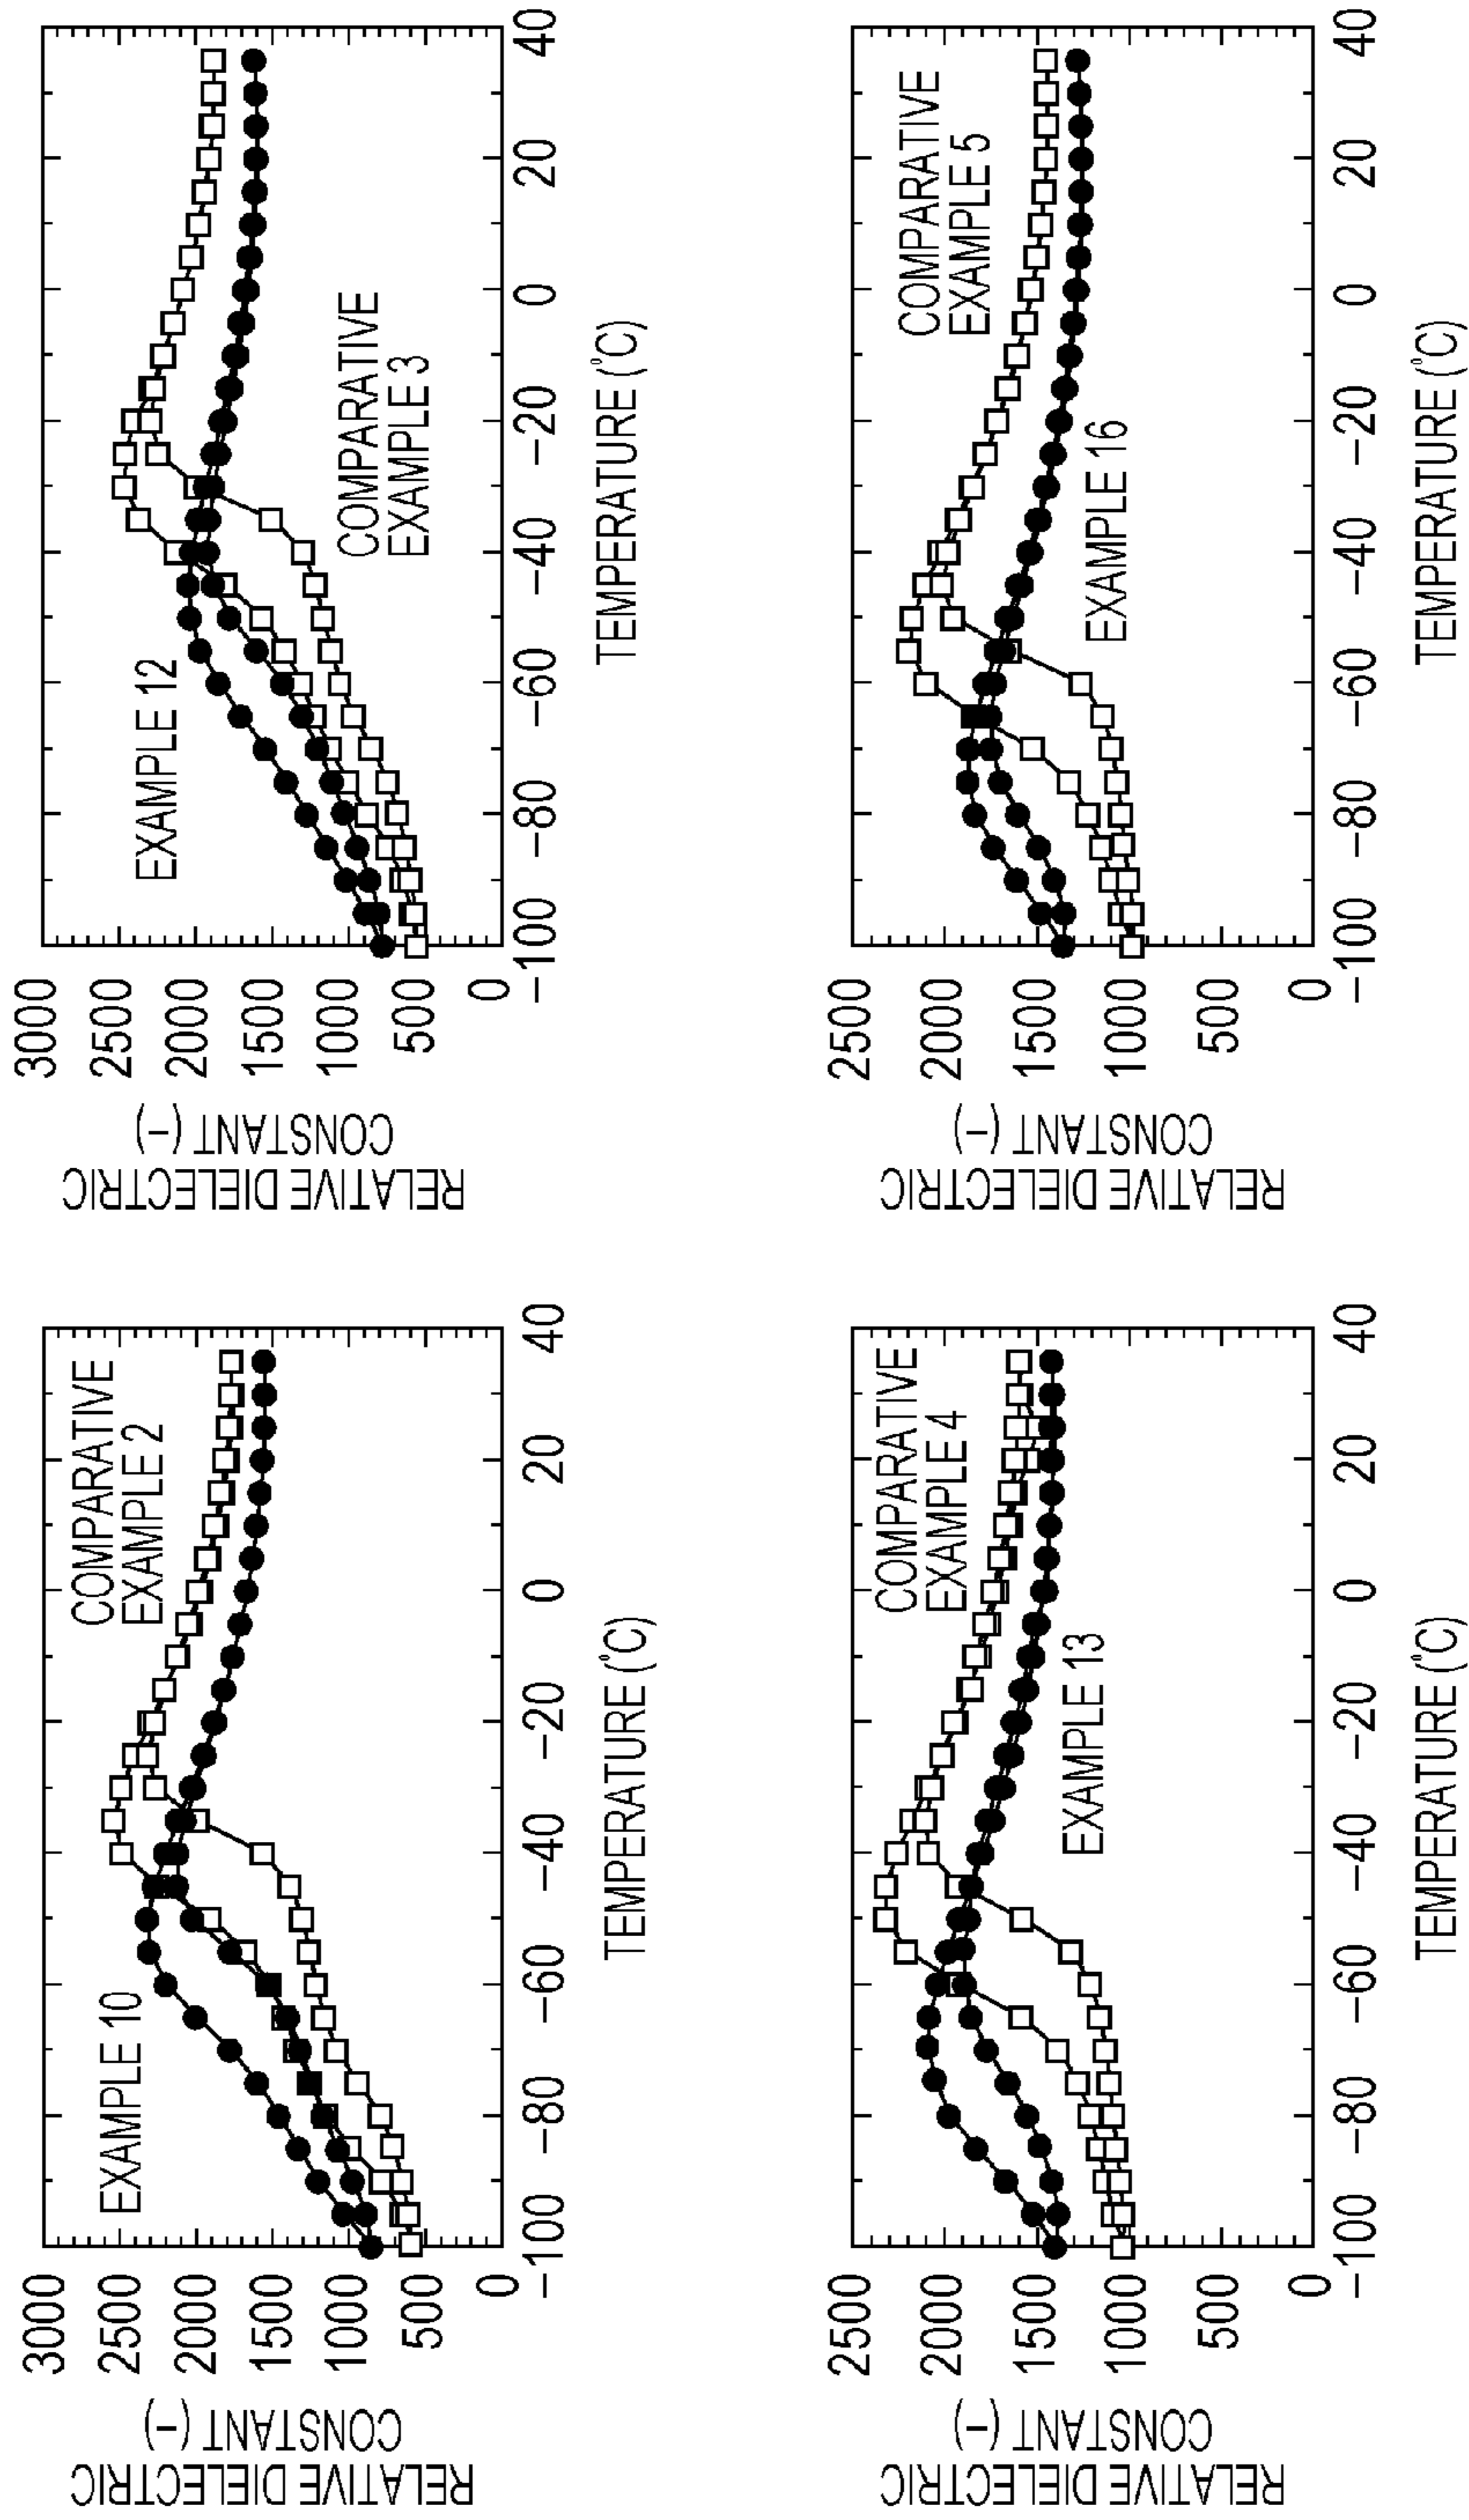 RELATIVE DIELECTRIC
CONSTANT (−)
3000
2500
2000
1500
1000
500
0
EXAMPLE 10
COMPARATIVE
EXAMPLE 2
−100 −80 −60 −40 −20 0 20 40
TEMPERATURE (°C)
RELATIVE DIELECTRIC
CONSTANT (−)
3000
2500
2000
1500
1000
500
0
EXAMPLE 12
COMPARATIVE
EXAMPLE 3
−100 −80 −60 −40 −20 0 20 40
TEMPERATURE (°C)
RELATIVE DIELECTRIC
CONSTANT (−)
2500
2000
1500
1000
500
0
COMPARATIVE
EXAMPLE 4
EXAMPLE 13
−100 −80 −60 −40 −20 0 20 40
TEMPERATURE (°C)
RELATIVE DIELECTRIC
CONSTANT (−)
2500
2000
1500
1000
500
0
COMPARATIVE
EXAMPLE 5
EXAMPLE 16
−100 −80 −60 −40 −20 0 20 40
TEMPERATURE (°C)